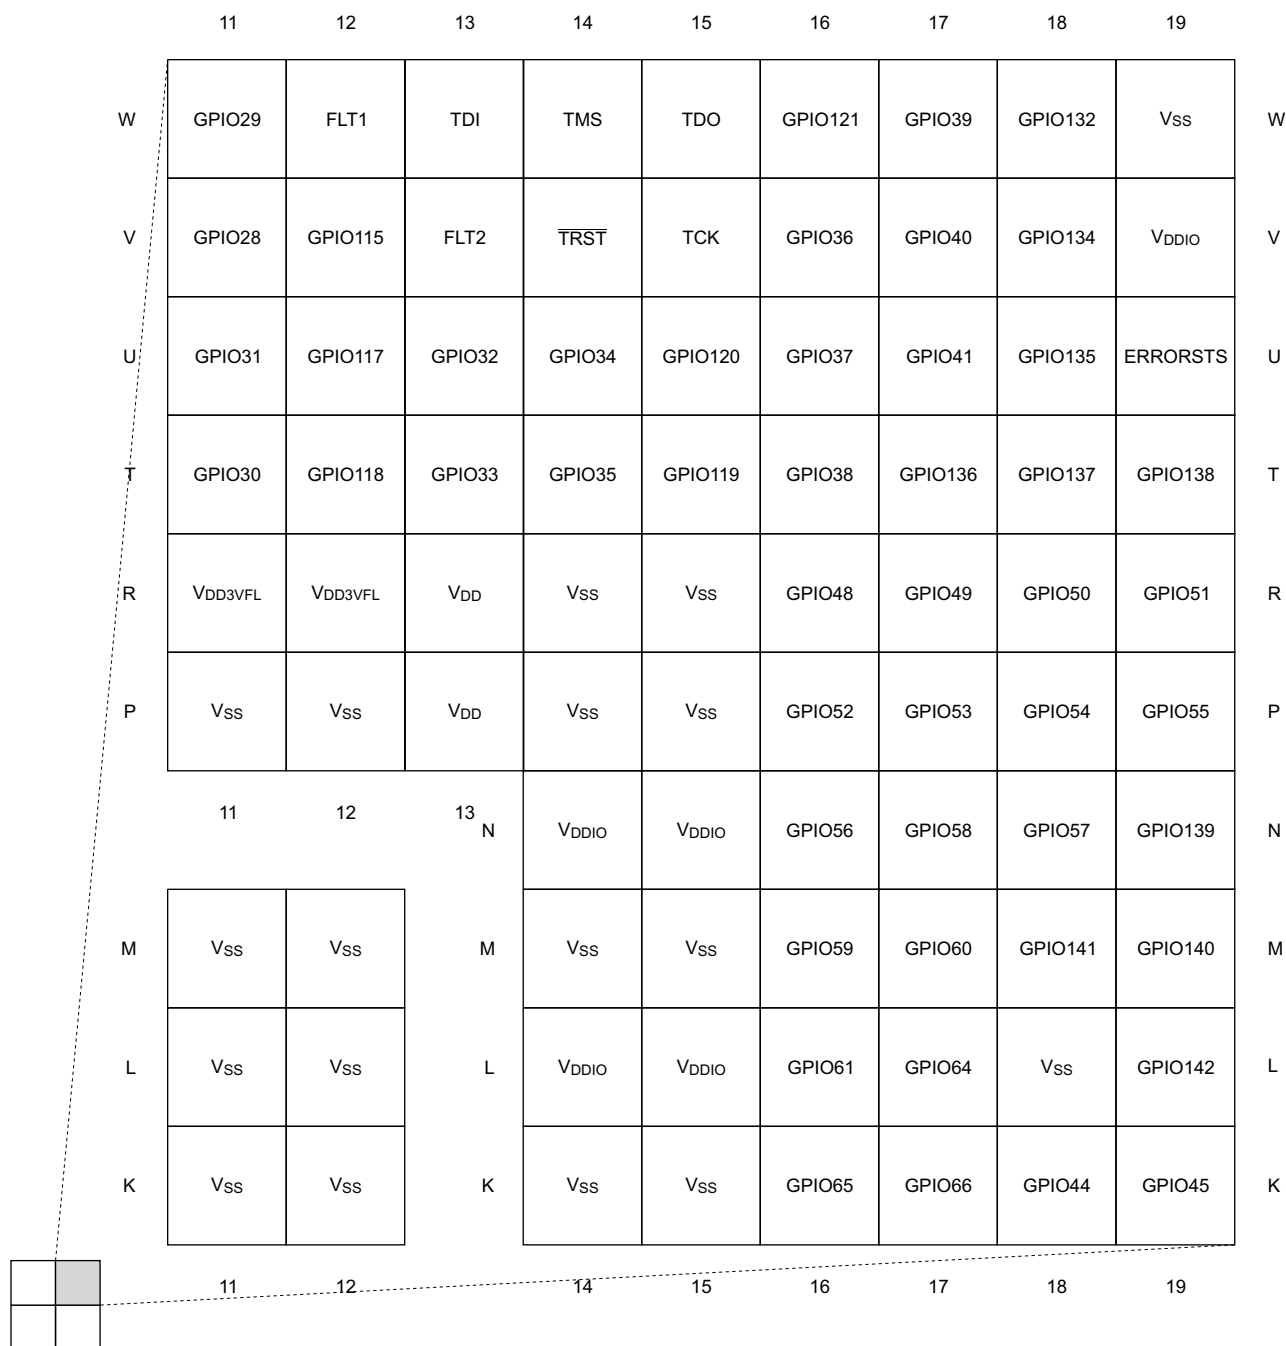 11 12 13 14 15 16 17 18 19
W GPIO29 FLT1 TDI TMS TDO GPIO121 GPIO39 GPIO132 VSS W
V GPIO28 GPIO115 FLT2 T̅R̅S̅T̅ TCK GPIO36 GPIO40 GPIO134 VDDIO V
U GPIO31 GPIO117 GPIO32 GPIO34 GPIO120 GPIO37 GPIO41 GPIO135 ERRORSTS U
T GPIO30 GPIO118 GPIO33 GPIO35 GPIO119 GPIO38 GPIO136 GPIO137 GPIO138 T
R VDD3VFL VDD3VFL VDD VSS VSS GPIO48 GPIO49 GPIO50 GPIO51 R
P VSS VSS VDD VSS VSS GPIO52 GPIO53 GPIO54 GPIO55 P
11 12 13
N VDDIO VDDIO GPIO56 GPIO58 GPIO57 GPIO139 N
M VSS VSS M VSS VSS GPIO59 GPIO60 GPIO141 GPIO140 M
L VSS VSS L VDDIO VDDIO GPIO61 GPIO64 VSS GPIO142 L
K VSS VSS K VSS VSS GPIO65 GPIO66 GPIO44 GPIO45 K
11 12 14 15 16 17 18 19